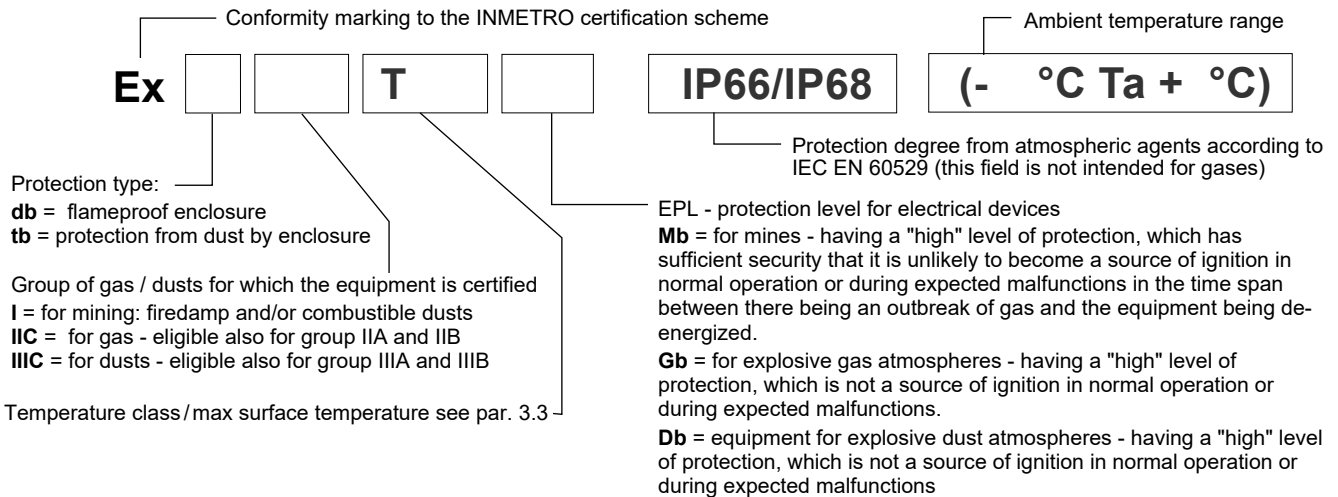 Conformity marking to the INMETRO certification scheme
Ambient temperature range
Ex T IP66/IP68 (- °C Ta + °C)
Protection degree from atmospheric agents according to
IEC EN 60529 (this field is not intended for gases)
Protection type:
db = flameproof enclosure
tb = protection from dust by enclosure
Group of gas / dusts for which the equipment is certified
I = for mining: firedamp and/or combustible dusts
IIC = for gas - eligible also for group IIA and IIB
IIIC = for dusts - eligible also for group IIIA and IIIB
Temperature class/max surface temperature see par. 3.3
EPL - protection level for electrical devices
Mb = for mines - having a "high" level of protection, which has
sufficient security that it is unlikely to become a source of ignition in
normal operation or during expected malfunctions in the time span
between there being an outbreak of gas and the equipment being de-
energized.
Gb = for explosive gas atmospheres - having a "high" level of
protection, which is not a source of ignition in normal operation or
during expected malfunctions.
Db = equipment for explosive dust atmospheres - having a "high" level
of protection, which is not a source of ignition in normal operation or
during expected malfunctions